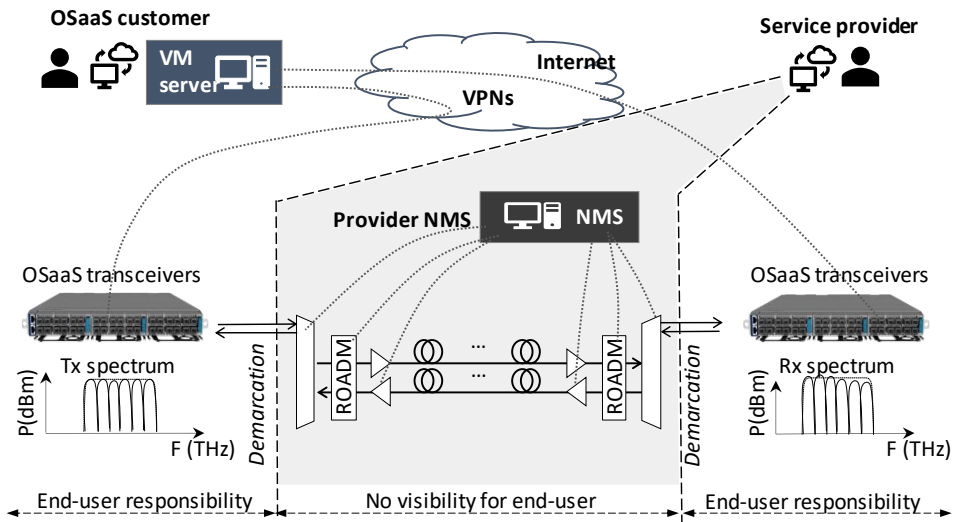 OSaaS customer
Service provider
VM
server
Internet
VPNs
Provider NMS
NMS
OSaaS transceivers
OSaaS transceivers
...
...
ROADM
ROADM
Demarcation
Demarcation
Tx spectrum
P(dBm)
F (THz)
Rx spectrum
P(dBm)
F (THz)
End-user responsibility
No visibility for end-user
End-user responsibility